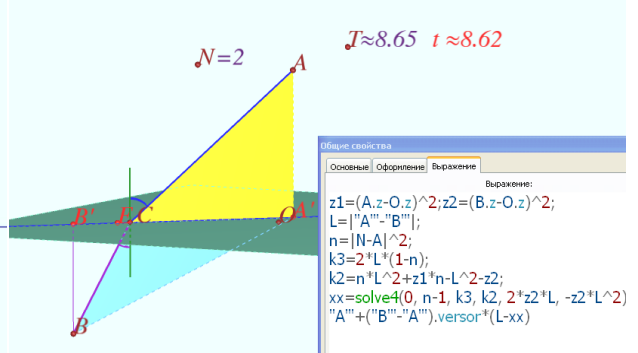 N=2
T≈8.65 t ≈8.62
A
B' E C O A'
B
Общие свойства
Основные Оформление Выражение
Выражение:
z1=(A.z-O.z)^2;z2=(B.z-O.z)^2;
L=|"A'"-"B'"|;
n=|N-A|^2;
k3=2*L*(1-n);
k2=n*L^2+z1*n-L^2-z2;
xx=solve4(0, n-1, k3, k2, 2*z2*L, -z2*L^2)
"A'"+("B'"-"A'").versor*(L-xx)